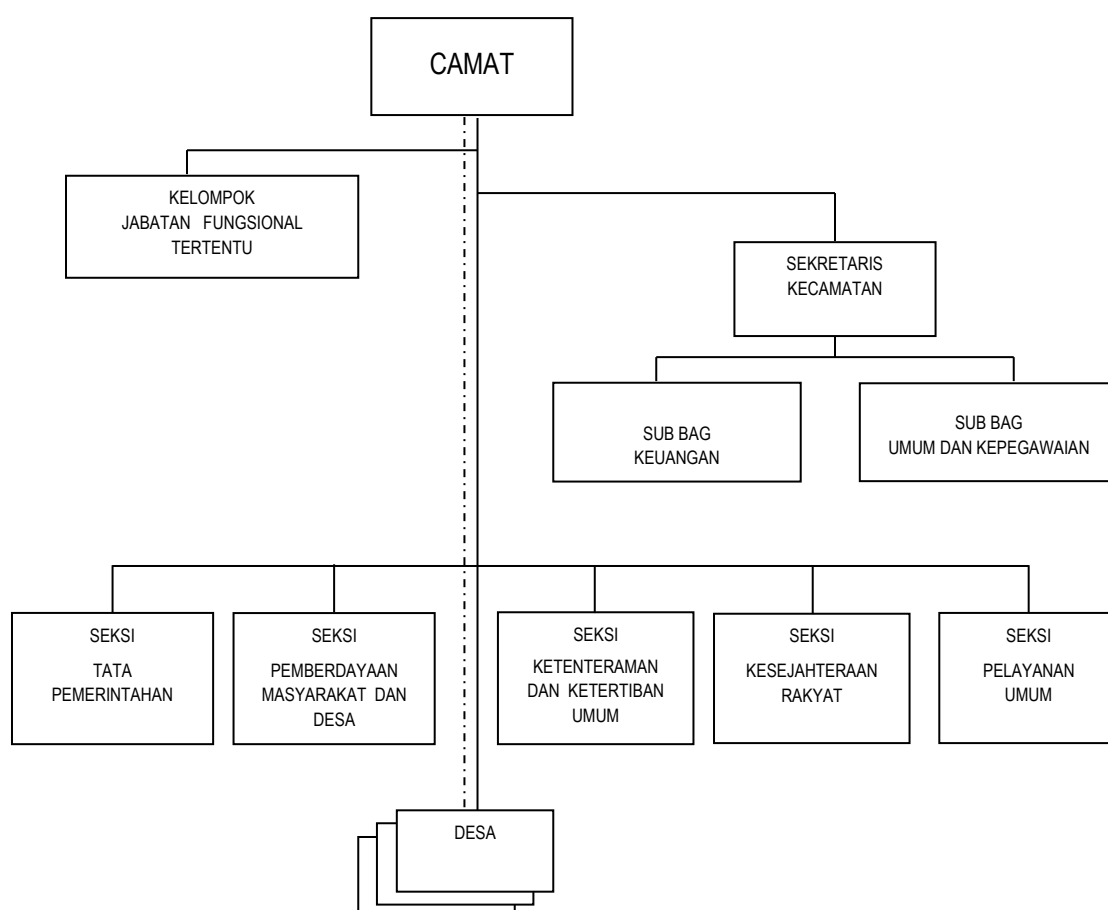 CAMAT
KELOMPOK
JABATAN FUNGSIONAL
TERTENTU
SEKRETARIS
KECAMATAN
SUB BAG
KEUANGAN
SUB BAG
UMUM DAN KEPEGAWAIAN
SEKSI
TATA
PEMERINTAHAN
SEKSI
PEMBERDAYAAN
MASYARAKAT DAN
DESA
SEKSI
KETENTERAMAN
DAN KETERTIBAN
UMUM
SEKSI
KESEJAHTERAAN
RAKYAT
SEKSI
PELAYANAN
UMUM
DESA